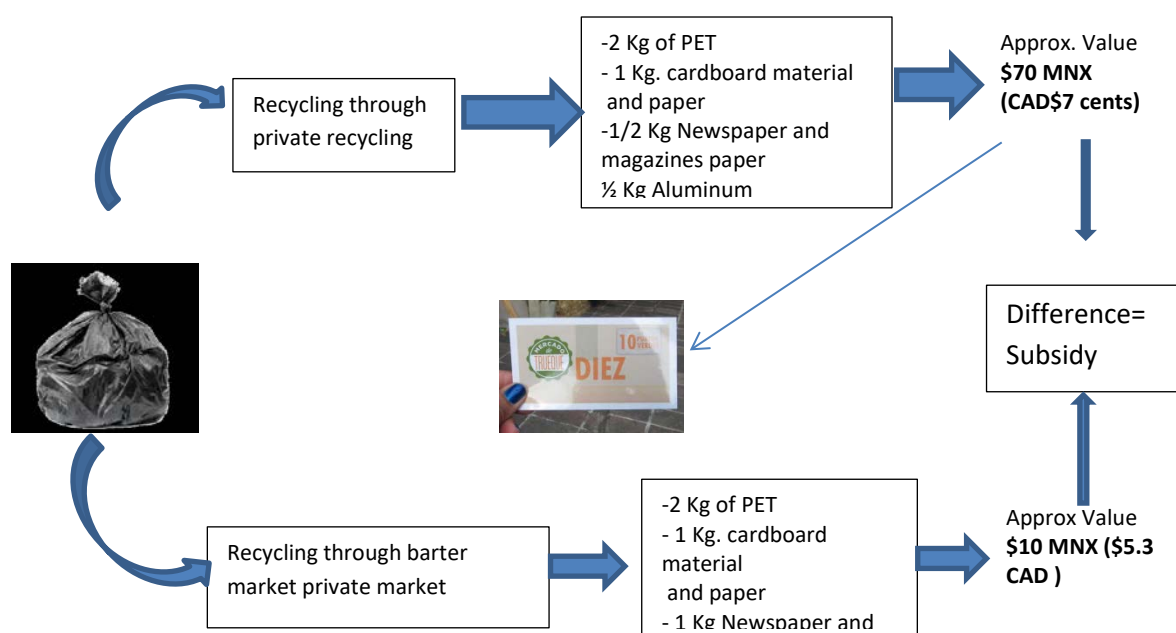 Recycling through
private recycling
-2 Kg of PET
- 1 Kg. cardboard material
and paper
-1/2 Kg Newspaper and
magazines paper
½ Kg Aluminum
Approx. Value
$70 MNX
(CAD$7 cents)
MERCADO
TRUEQUE
DIEZ
10
Difference=
Subsidy
Recycling through barter
market private market
-2 Kg of PET
- 1 Kg. cardboard
material
and paper
- 1 Kg Newspaper and
Approx Value
$10 MNX ($5.3
CAD )